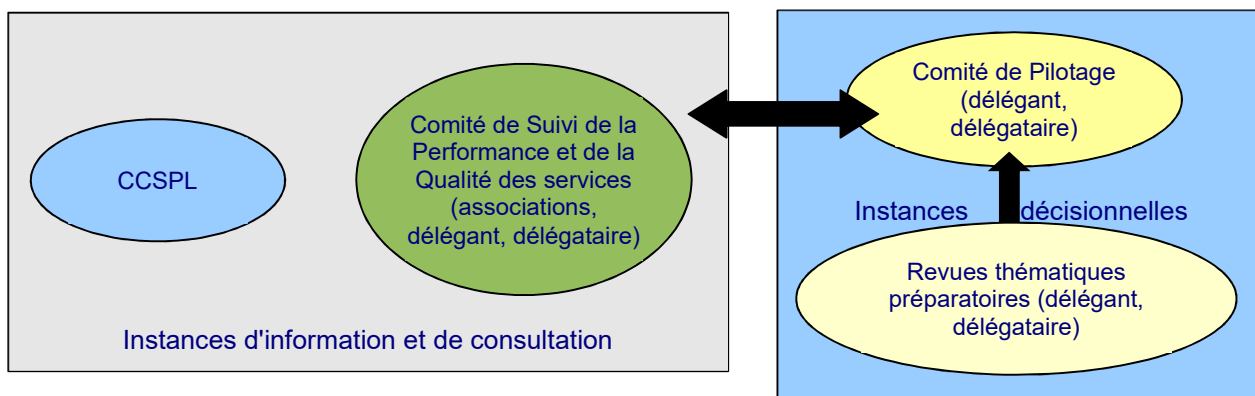 CCSPL
Comité de Suivi de la
Performance et de la
Qualité des services
(associations,
délégant, délégataire)
Instances d'information et de consultation
Comité de Pilotage
(délégant,
délégataire)
Instances décisionnelles
Revues thématiques
préparatoires (délégant,
délégataire)